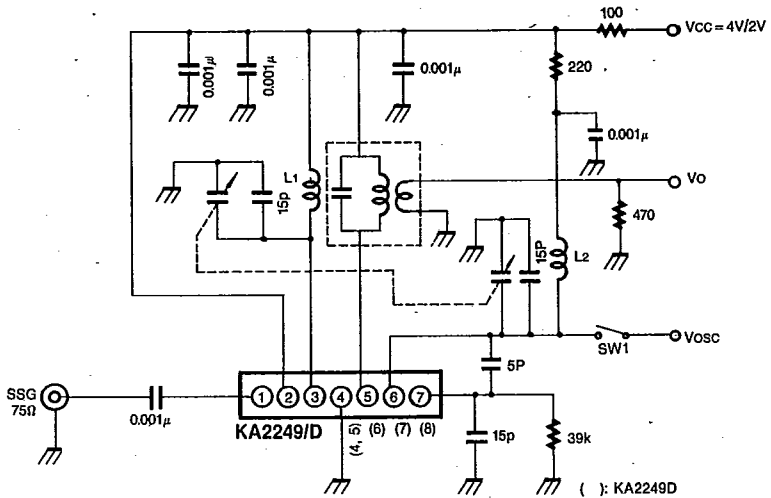 100
VCC = 4V/2V
0.001μ
0.001μ
0.001μ
220
0.001μ
15p
L1
VO
470
15P
L2
VOSC
SW1
5P
SSG
75Ω
0.001μ
1 2 3 4 5 6 7
KA2249/D
(4, 5) (6) (7) (8)
15p
39k
( ): KA2249D